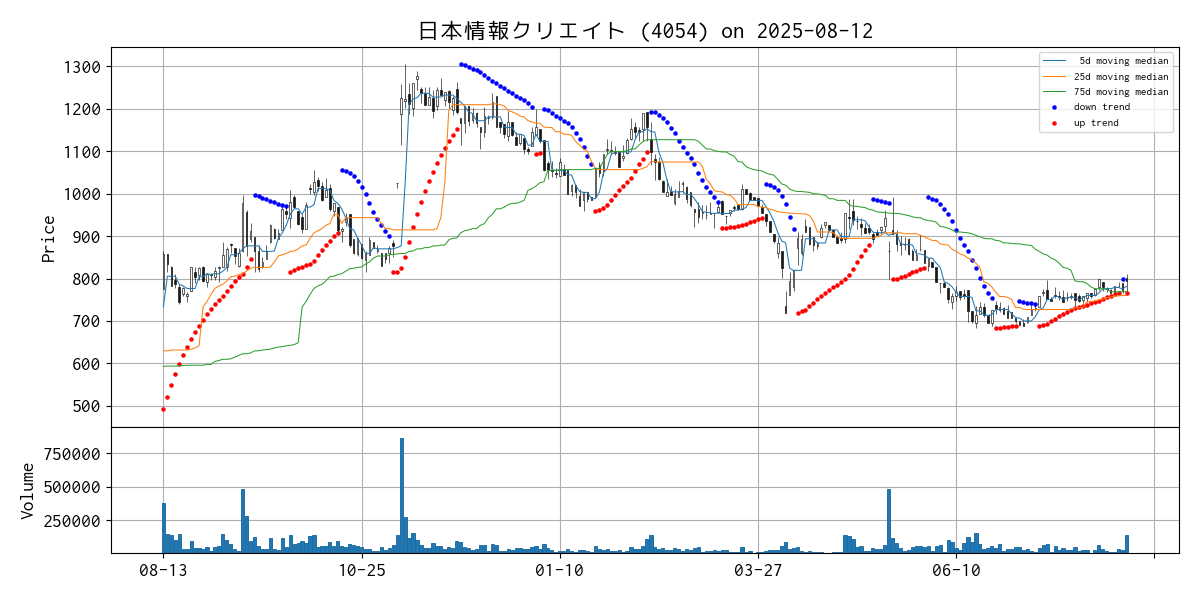 日本情報クリエイト (4054) on 2025-08-12
Price
1300
1200
1100
1000
900
800
700
600
500
5d moving median
25d moving median
75d moving median
down trend
up trend
Volume
750000
500000
250000
08-13
10-25
01-10
03-27
06-10